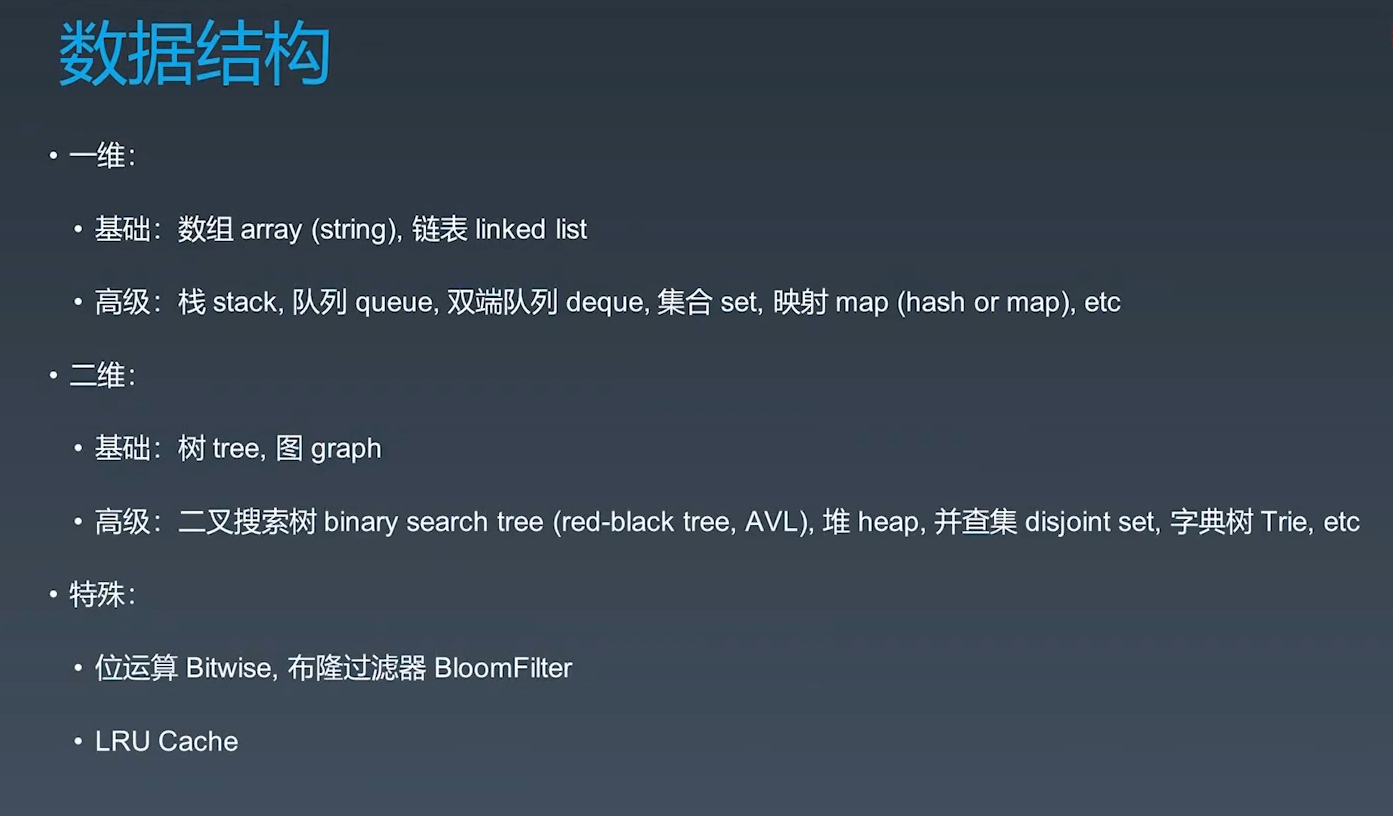 数据结构
• 一维：
• 基础：数组 array (string), 链表 linked list
• 高级：栈 stack, 队列 queue, 双端队列 deque, 集合 set, 映射 map (hash or map), etc
• 二维：
• 基础：树 tree, 图 graph
• 高级：二叉搜索树 binary search tree (red-black tree, AVL), 堆 heap, 并查集 disjoint set, 字典树 Trie, etc
• 特殊：
• 位运算 Bitwise, 布隆过滤器 BloomFilter
• LRU Cache